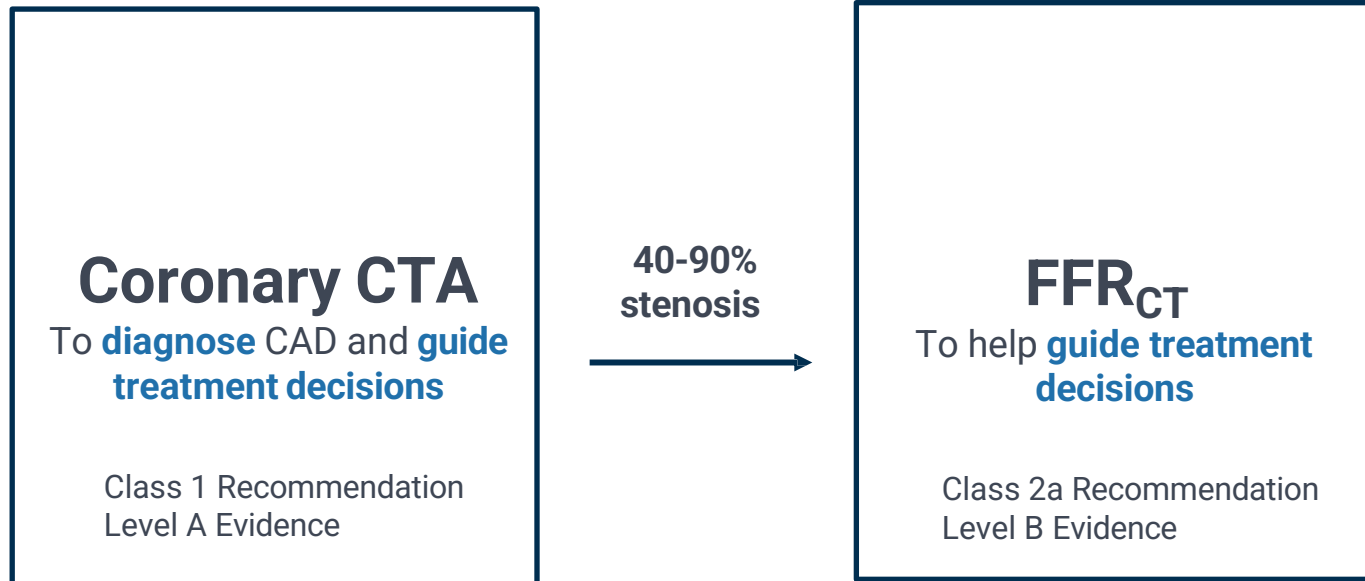 Coronary CTA
To diagnose CAD and guide
treatment decisions
Class 1 Recommendation
Level A Evidence
40-90%
stenosis
FFRCT
To help guide treatment
decisions
Class 2a Recommendation
Level B Evidence